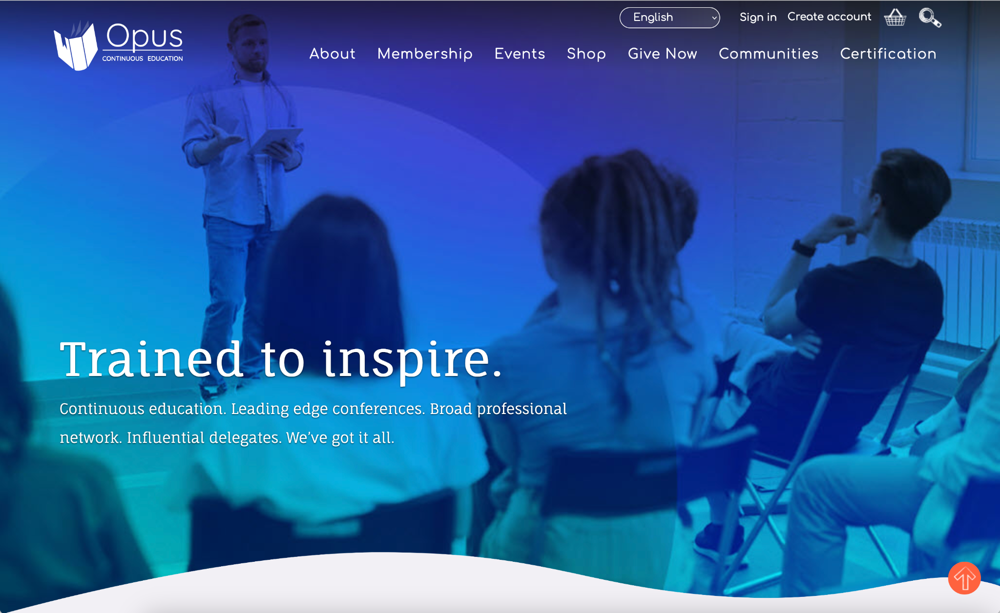 English
Sign in
Create account
Opus
CONTINUOUS EDUCATION
About
Membership
Events
Shop
Give Now
Communities
Certification
Trained to inspire.
Continuous education. Leading edge conferences. Broad professional
network. Influential delegates. We’ve got it all.